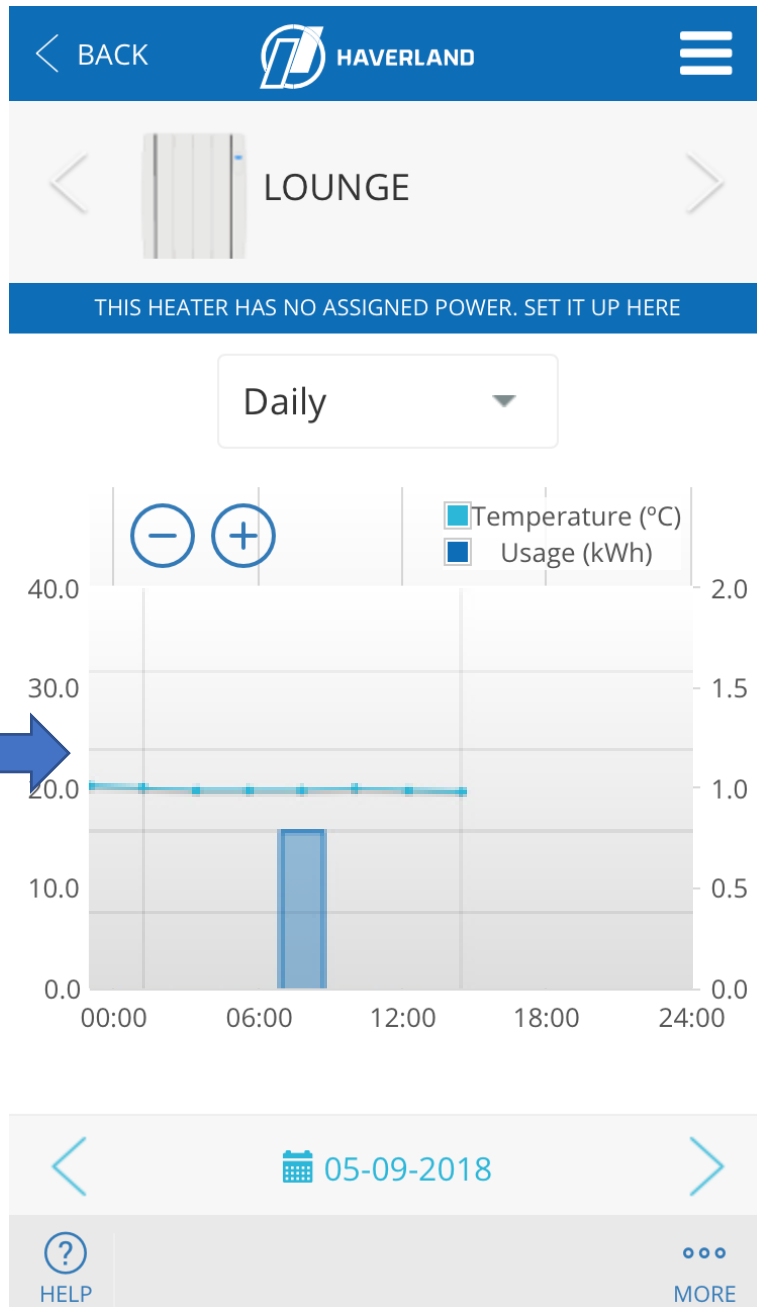 BACK
HAVERLAND
LOUNGE
THIS HEATER HAS NO ASSIGNED POWER. SET IT UP HERE
Daily
Temperature (ºC)
Usage (kWh)
40.0 2.0
30.0 1.5
20.0 1.0
10.0 0.5
0.0 0.0
00:00 06:00 12:00 18:00 24:00
05-09-2018
?
HELP MORE